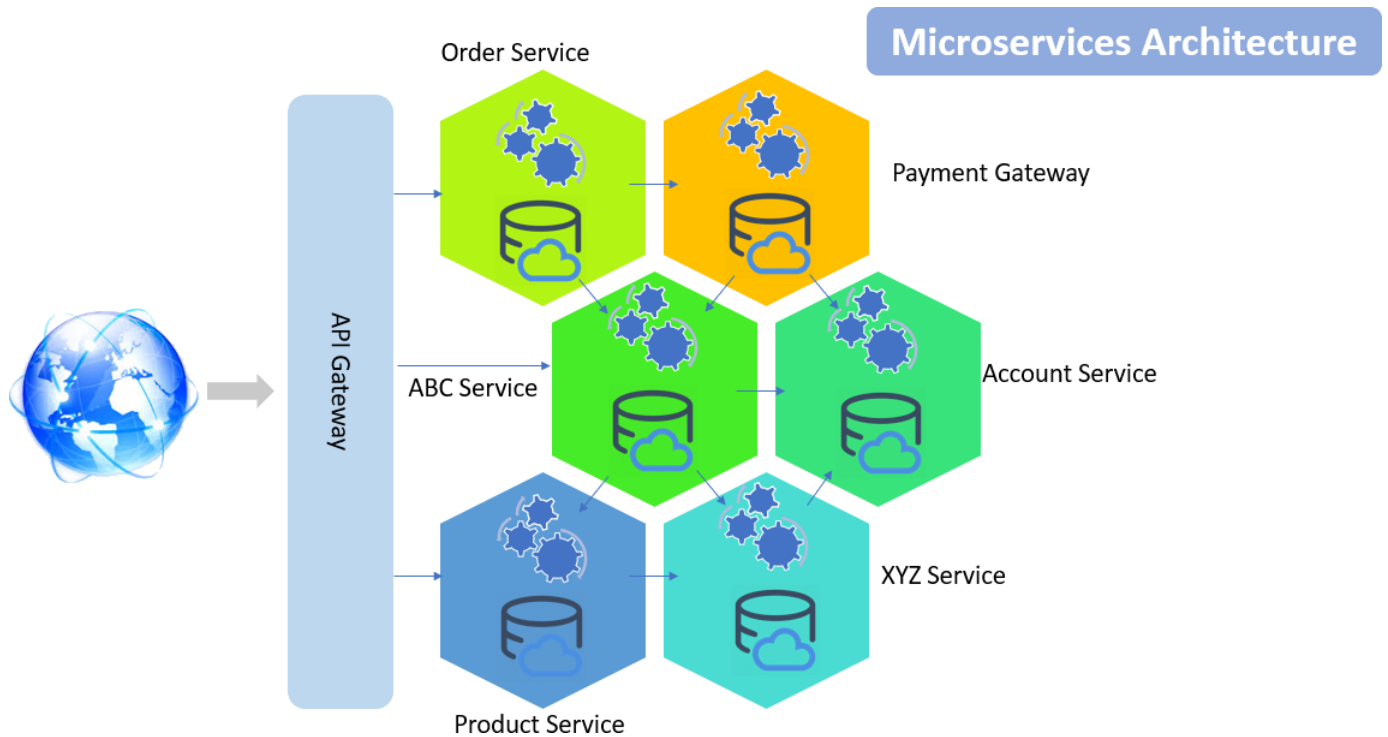 Microservices Architecture
Order Service
Payment Gateway
API Gateway
ABC Service
Account Service
XYZ Service
Product Service